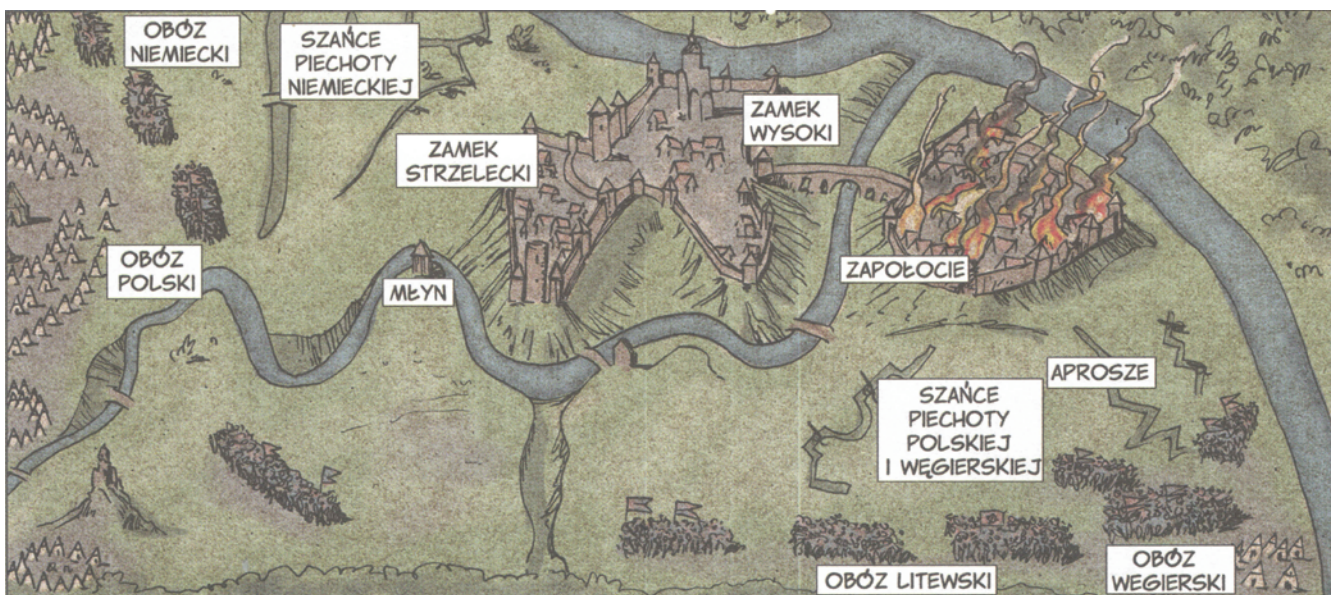 OBÓZ
NIEMIECKI
SZAŃCE
PIECHOTY
NIEMIECKIEJ
ZAMEK
WYSOKI
ZAMEK
STRZELECKI
OBÓZ
POLSKI
MŁYN
ZAPOŁOCIE
APROSZE
SZAŃCE
PIECHOTY
POLSKIEJ
I WĘGIERSKIEJ
OBÓZ LITEWSKI
OBÓZ
WEGIERSKI